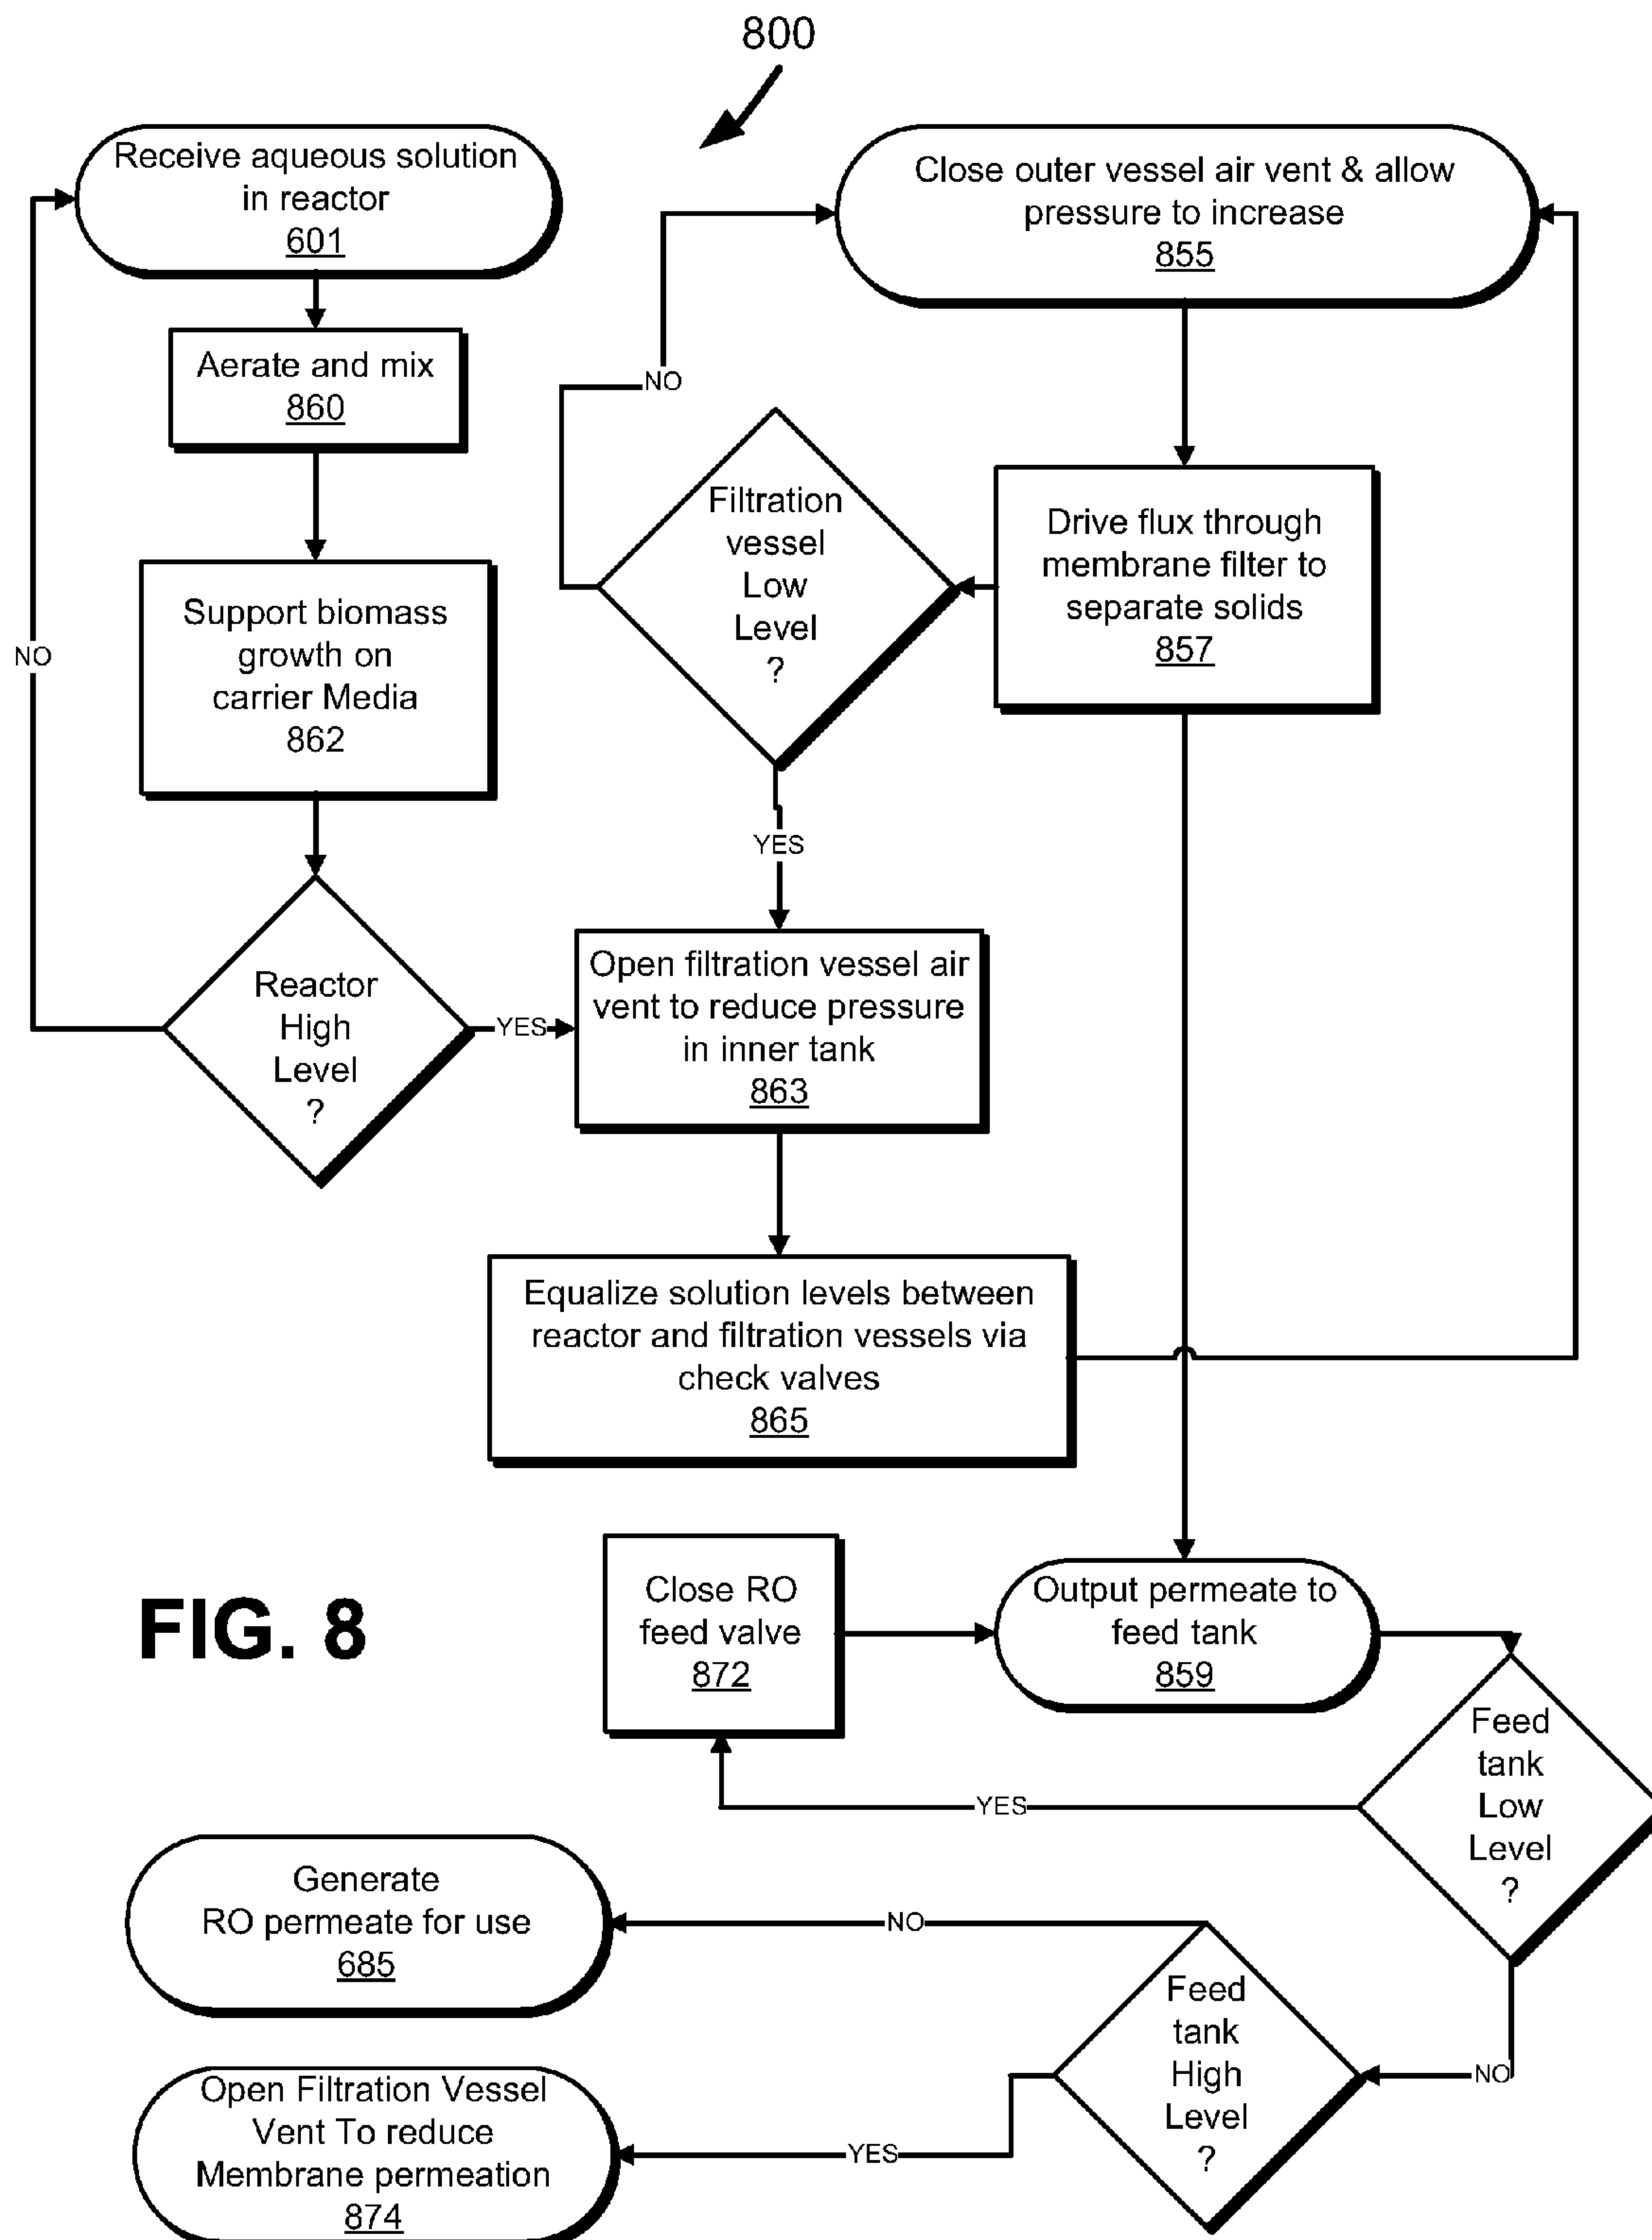 800
Receive aqueous solution
in reactor
601
Aerate and mix
860
Support biomass
growth on
carrier Media
862
NO
Reactor
High
Level
?
YES
Close outer vessel air vent & allow
pressure to increase
855
NO
Filtration
vessel
Low
Level
?
Drive flux through
membrane filter to
separate solids
857
YES
Open filtration vessel air
vent to reduce pressure
in inner tank
863
Equalize solution levels between
reactor and filtration vessels via
check valves
865
FIG. 8
Close RO
feed valve
872
Output permeate to
feed tank
859
Feed
tank
Low
Level
?
YES
NO
Feed
tank
High
Level
?
NO
Generate
RO permeate for use
685
YES
Open Filtration Vessel
Vent To reduce
Membrane permeation
874